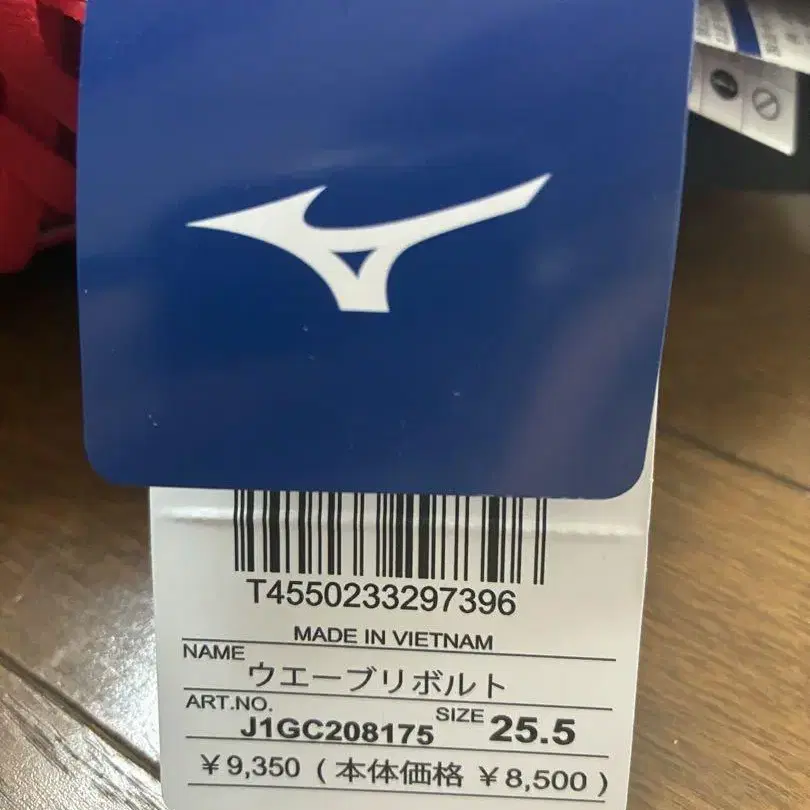 T4550233297396
MADE IN VIETNAM
NAME
ウエーブリボルト
ART.NO.
J1GC208175
SIZE 25.5
￥9,350 ( 本体価格 ￥8,500 )